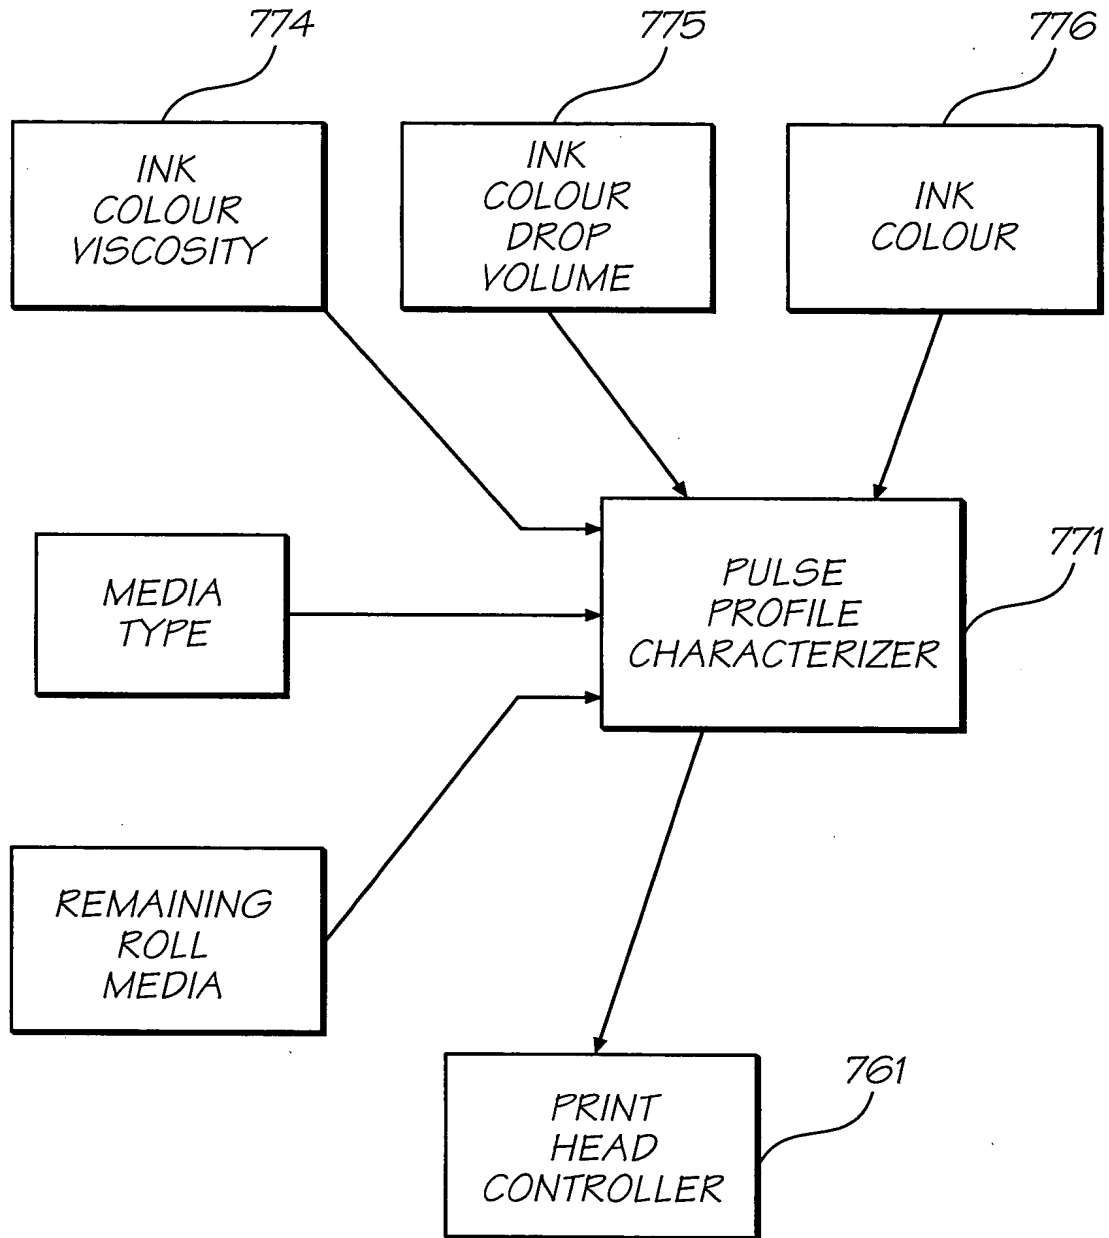 774
775
776
INK
COLOUR
VISCOSITY
INK
COLOUR
DROP
VOLUME
INK
COLOUR
771
MEDIA
TYPE
PULSE
PROFILE
CHARACTERIZER
REMAINING
ROLL
MEDIA
761
PRINT
HEAD
CONTROLLER